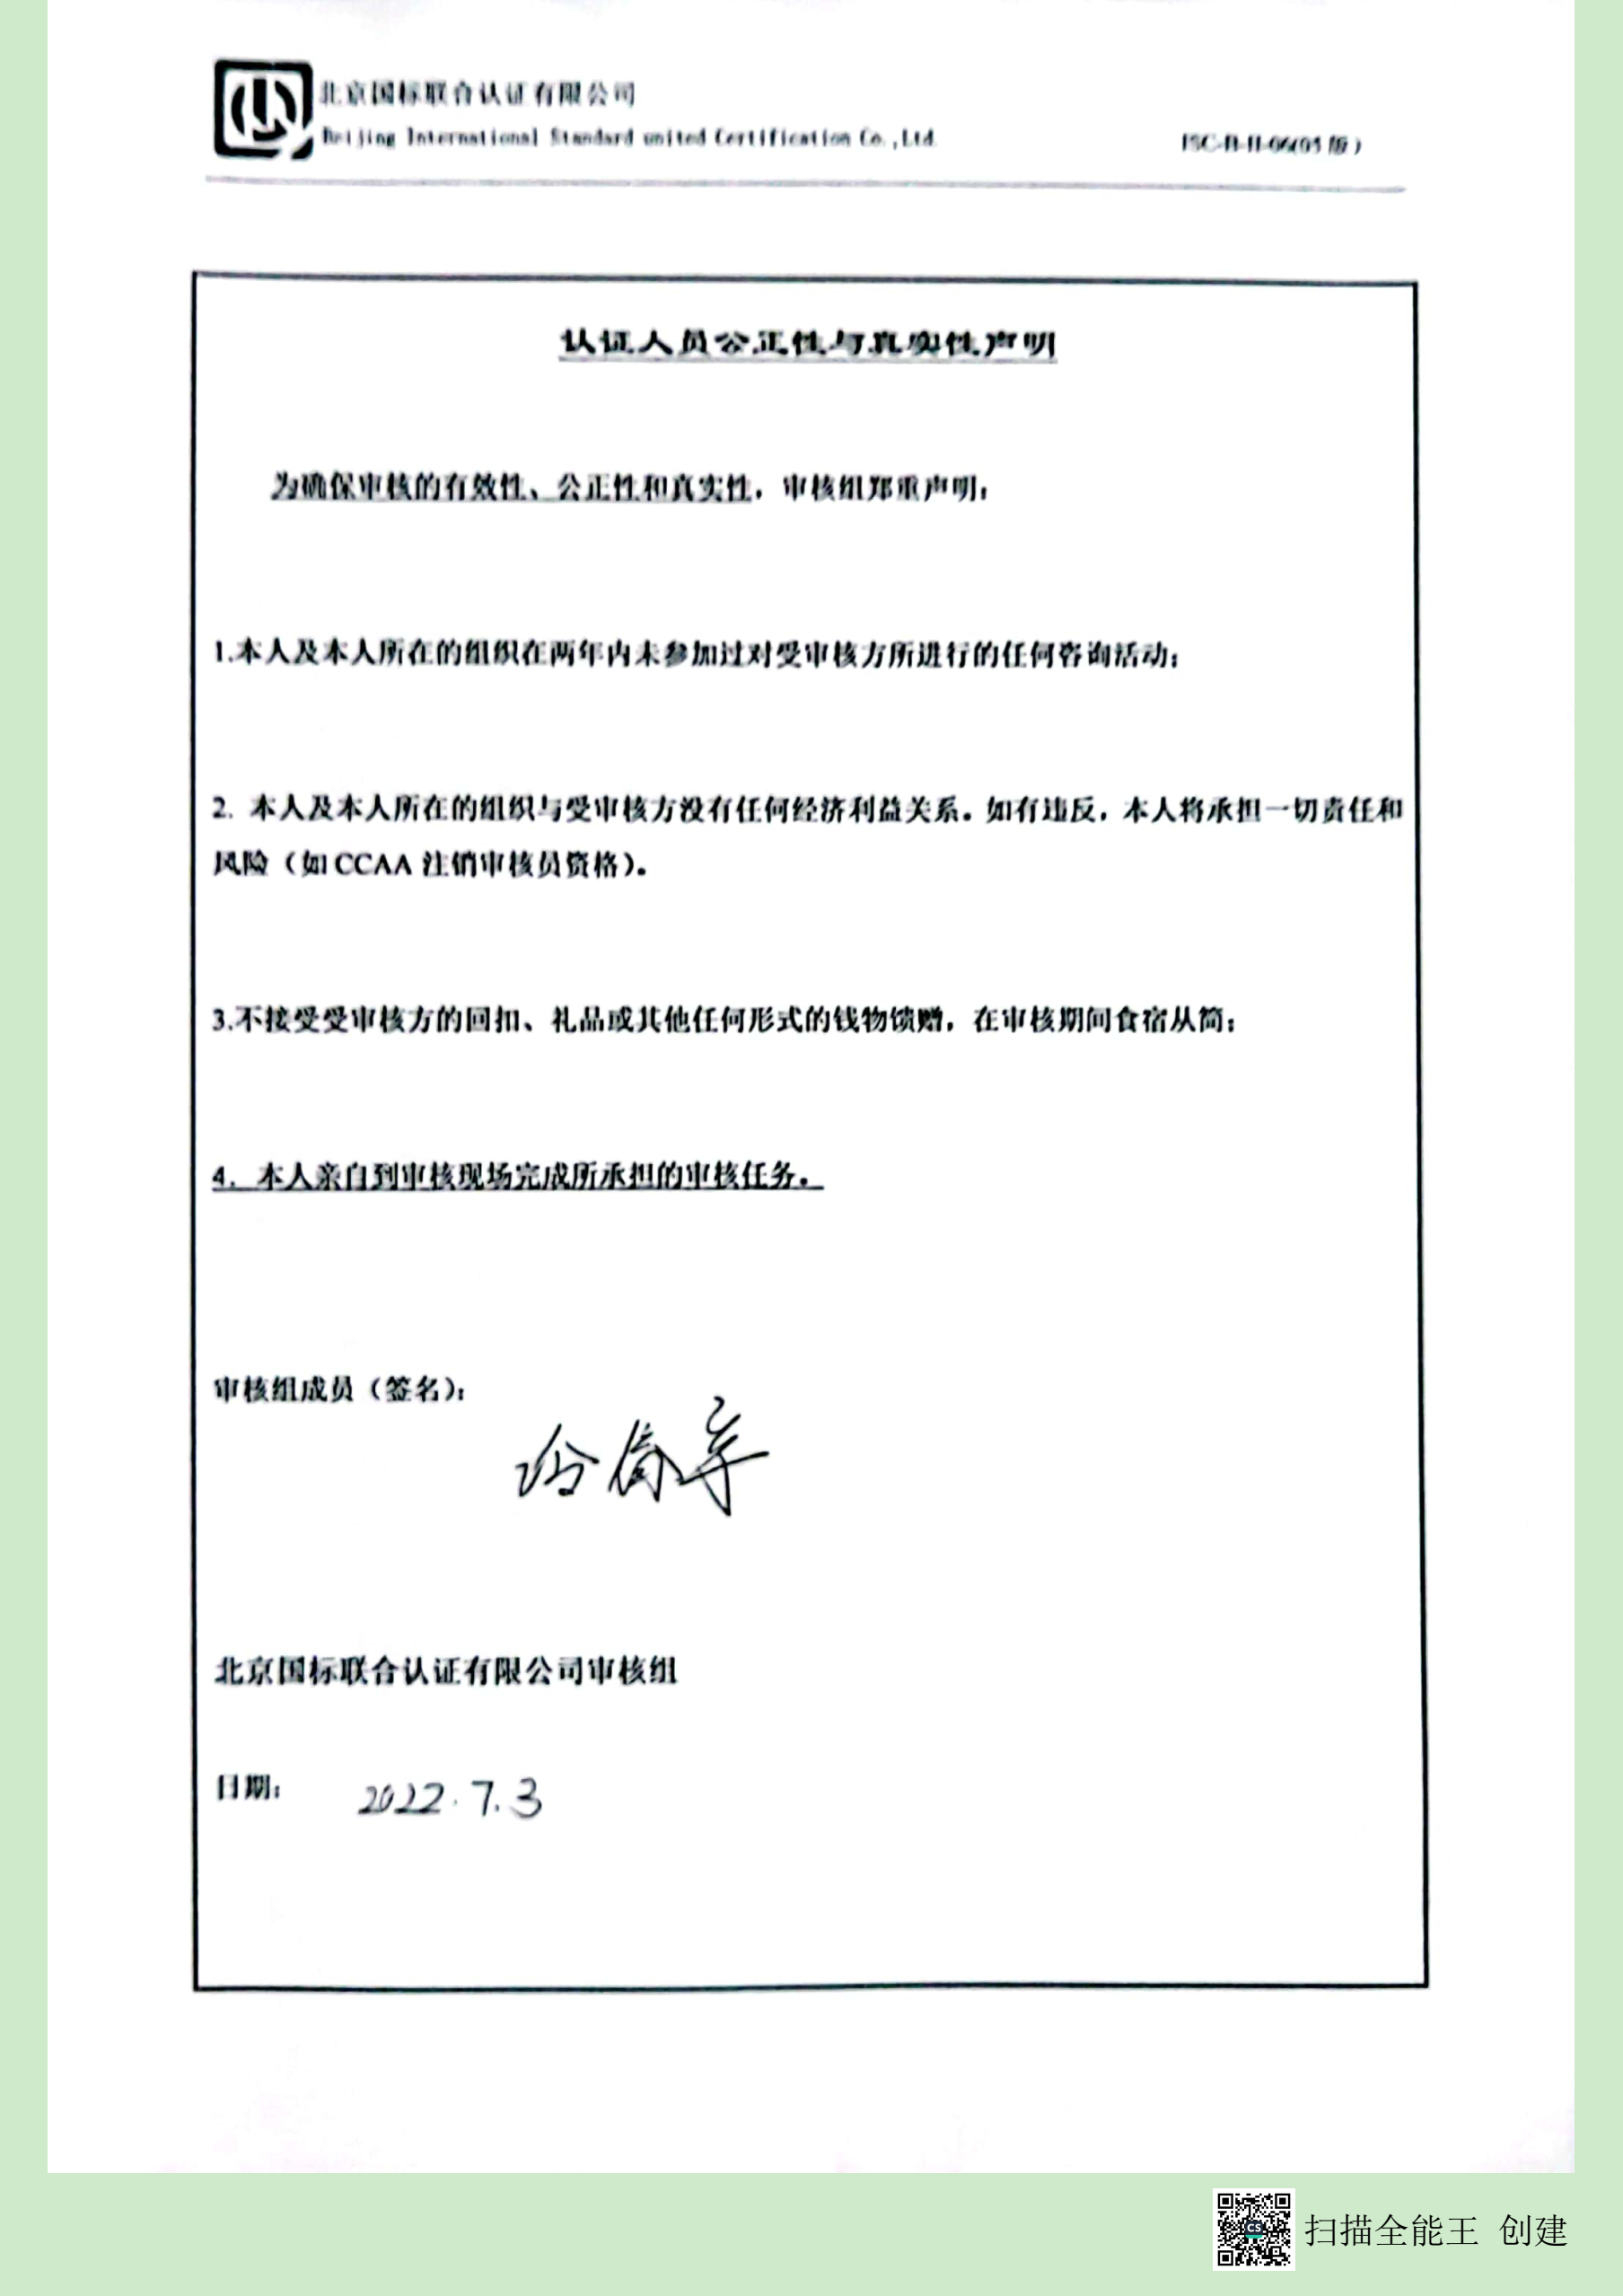 北京国标联合认证有限公司
Beijing International Standard united Certification Co.,Ltd.
ISC-B-II-06(05版)
认证人员公正性与真实性声明
为确保审核的有效性、公正性和真实性，审核组郑重声明：
1.本人及本人所在的组织在两年内未参加过对受审核方所进行的任何咨询活动；
2. 本人及本人所在的组织与受审核方没有任何经济利益关系。如有违反，本人将承担一切责任和
风险（如 CCAA 注销审核员资格）。
3.不接受受审核方的回扣、礼品或其他任何形式的钱物馈赠，在审核期间食宿从简；
4. 本人亲自到审核现场完成所承担的审核任务。
审核组成员（签名）：
北京国标联合认证有限公司审核组
日期： 2022.7.3
CS
扫描全能王 创建